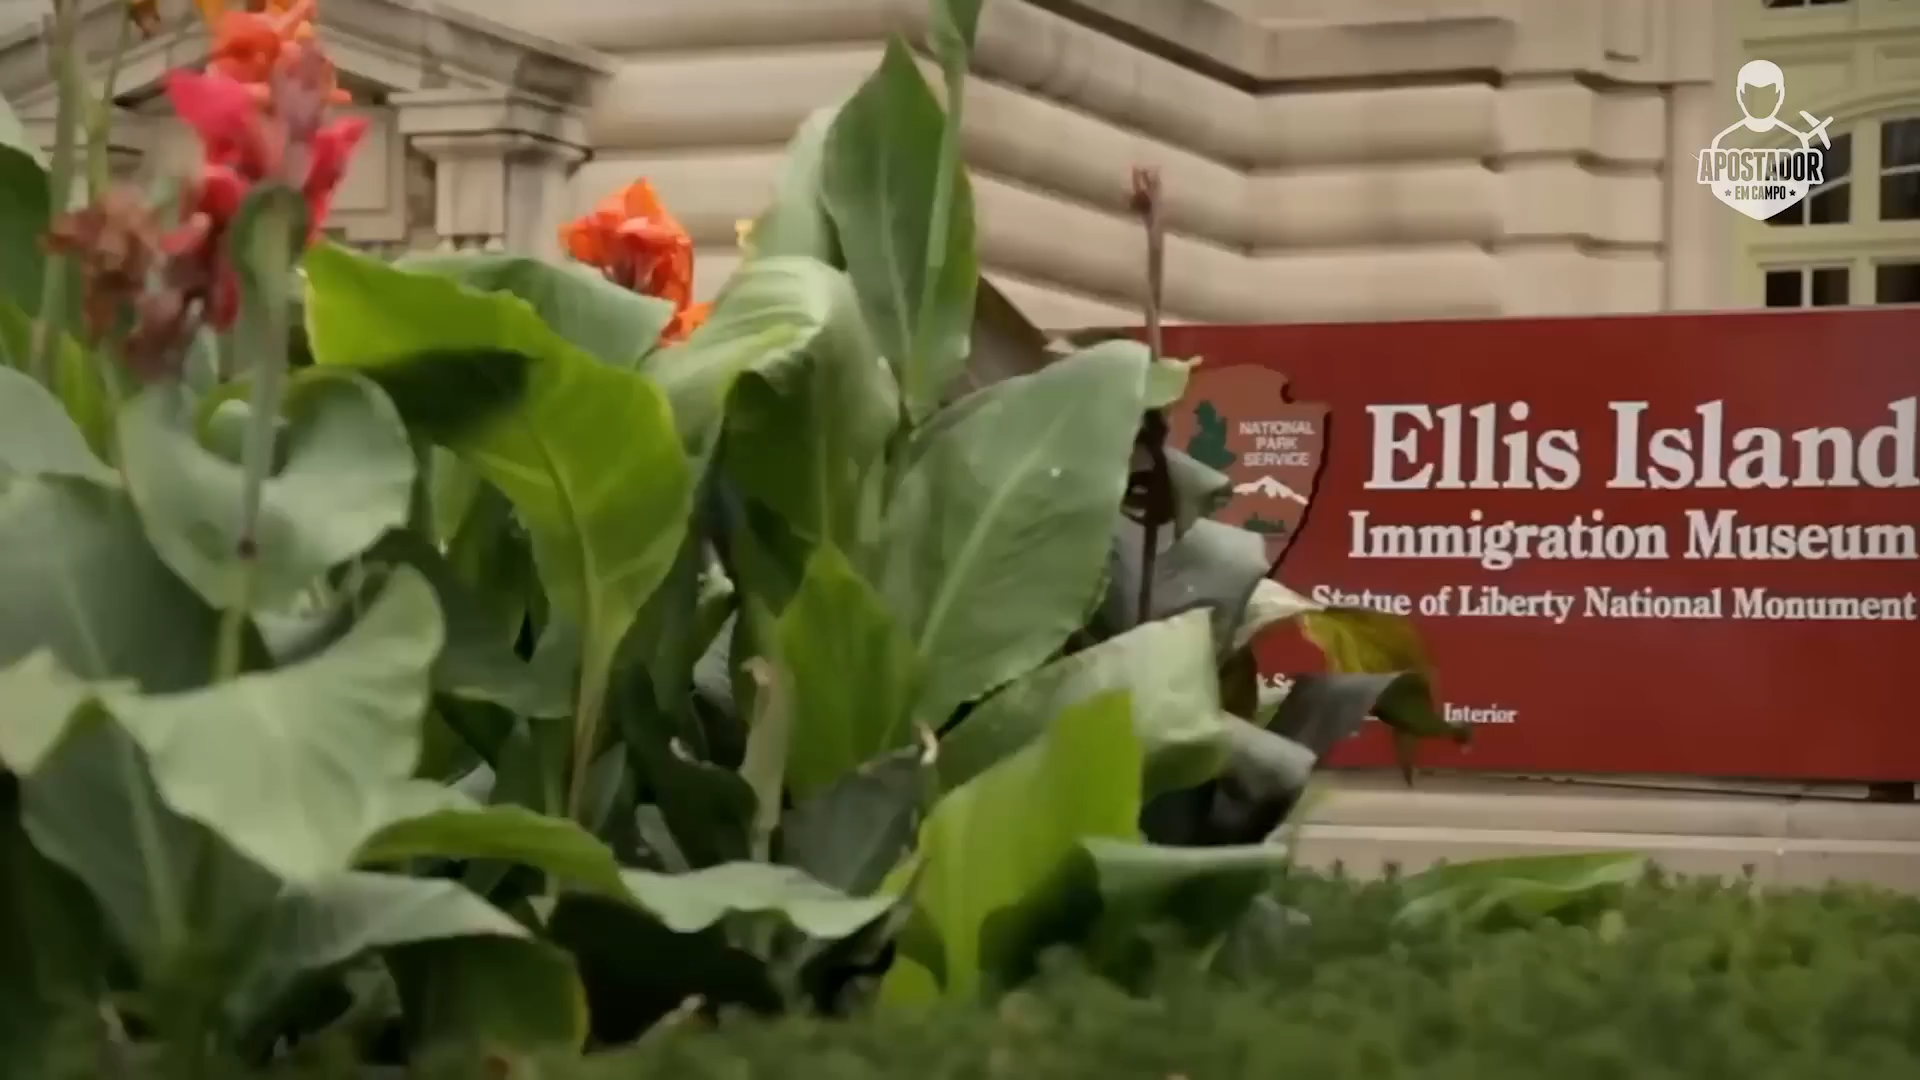 APOSTADOR
EM CAMPO
NATIONAL
PARK
SERVICE
Ellis Island
Immigration Museum
Statue of Liberty National Monument
Interior